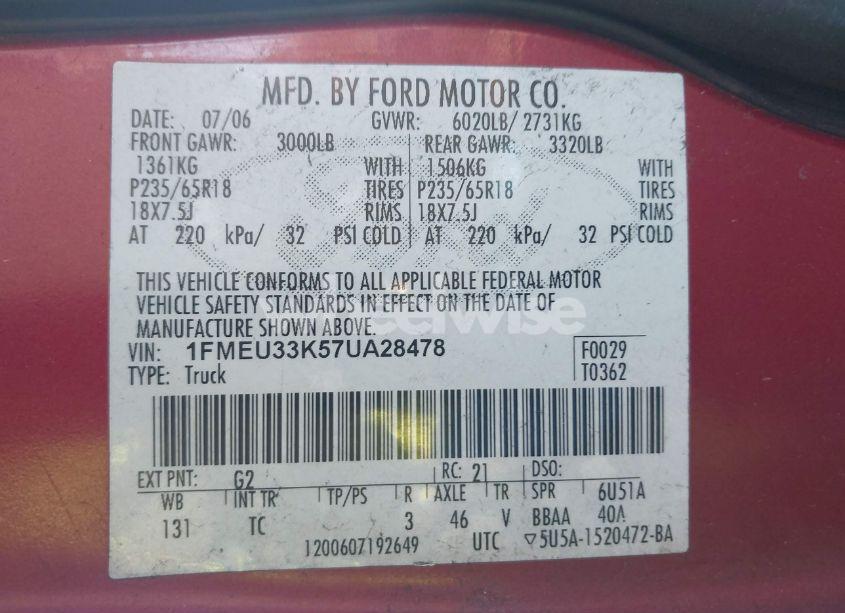 MFD. BY FORD MOTOR CO.
DATE: 07/06 GVWR: 6020LB/ 2731KG
FRONT GAWR: 3000LB REAR GAWR: 3320LB
1361KG WITH 1506KG WITH
P235/65R18 TIRES P235/65R18 TIRES
18X7.5J RIMS 18X7.5J RIMS
AT 220 kPa/ 32 PSI COLD AT 220 kPa/ 32 PSI COLD
THIS VEHICLE CONFORMS TO ALL APPLICABLE FEDERAL MOTOR
VEHICLE SAFETY STANDARDS IN EFFECT ON THE DATE OF
MANUFACTURE SHOWN ABOVE.
VIN: 1FMEU33K57UA28478 F0029
TYPE: Truck T0362
EXT PNT: G2 RC: 21 DSO:
WB INT TR TP/PS R AXLE TR SPR 6U51A
131 TC 3 46 V BBAA 40A
1200607192649 UTC ▽5U5A-1520472-BA